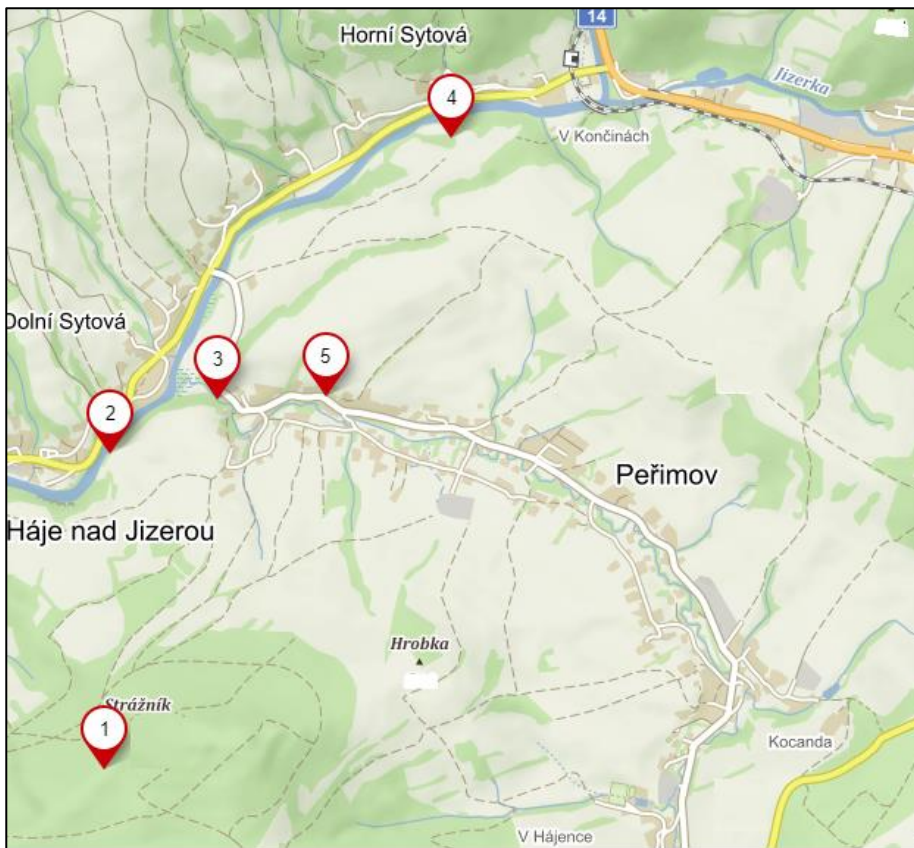 14
Horní Sytová
Jizerka
4
V Končinách
Dolní Sytová
3
5
2
Peřimov
Háje nad Jizerou
Hrobka
Strážník
1
Kocanda
V Hájence